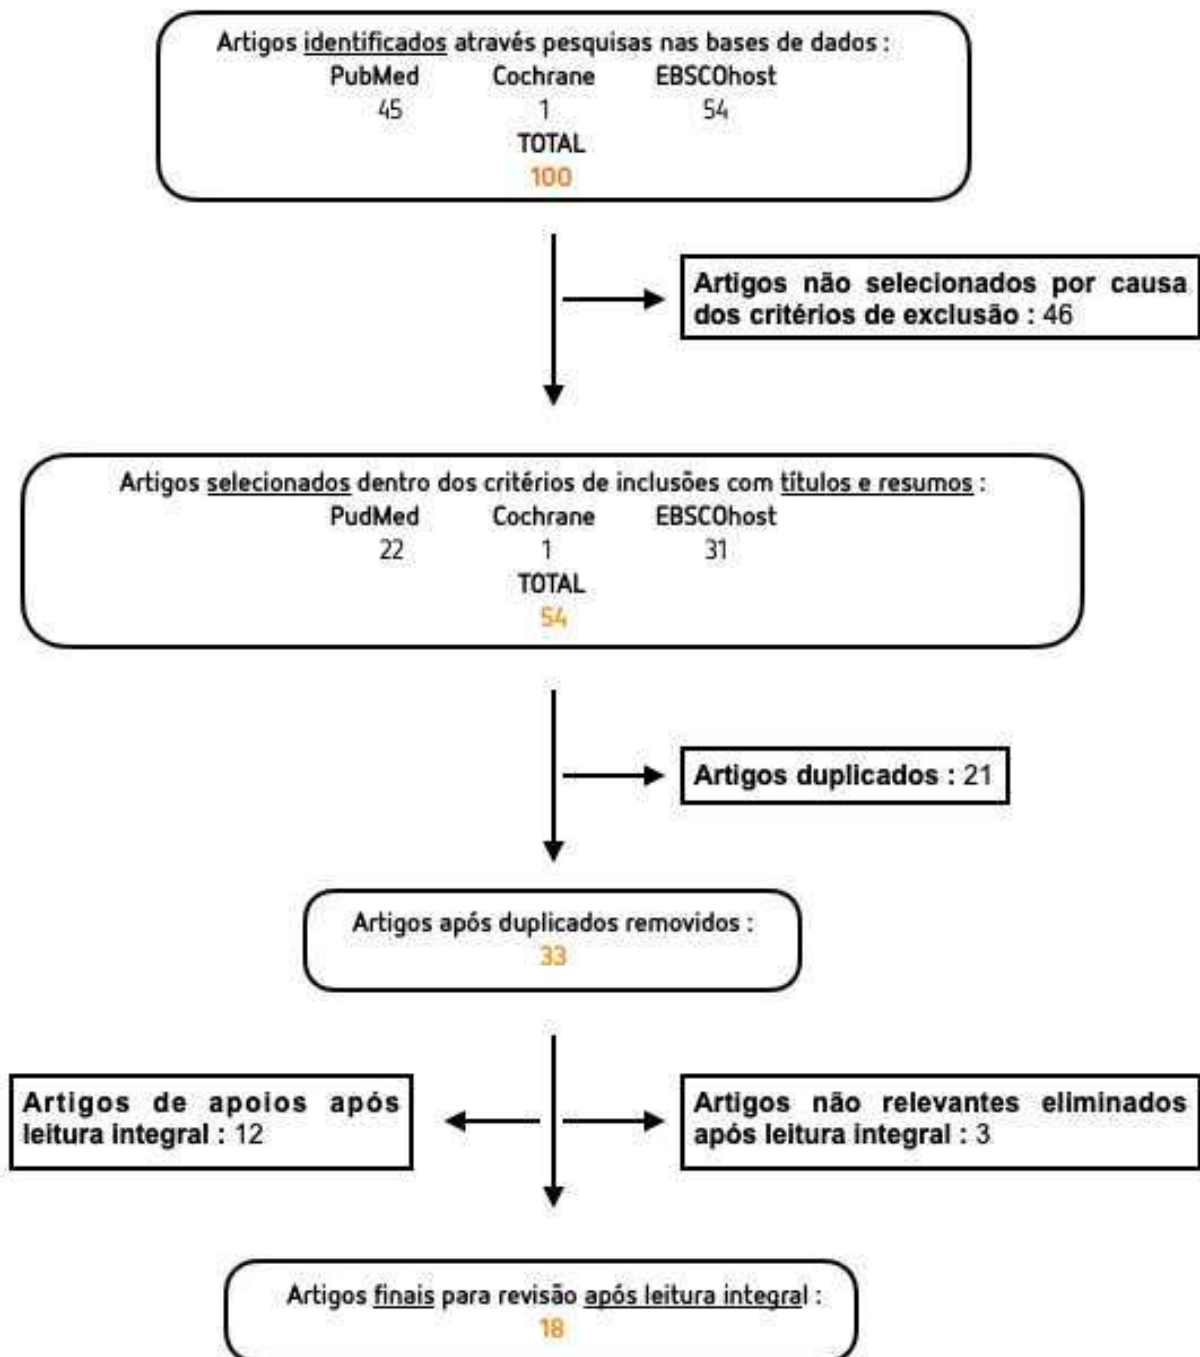 Artigos identificados através pesquisas nas bases de dados :
PubMed Cochrane EBSCOhost
45 1 54
TOTAL
100
Artigos não selecionados por causa
dos critérios de exclusão : 46
Artigos selecionados dentro dos critérios de inclusões com títulos e resumos :
PudMed Cochrane EBSCOhost
22 1 31
TOTAL
54
Artigos duplicados : 21
Artigos após duplicados removidos :
33
Artigos de apoios após
leitura integral : 12
Artigos não relevantes eliminados
após leitura integral : 3
Artigos finais para revisão após leitura integral :
18